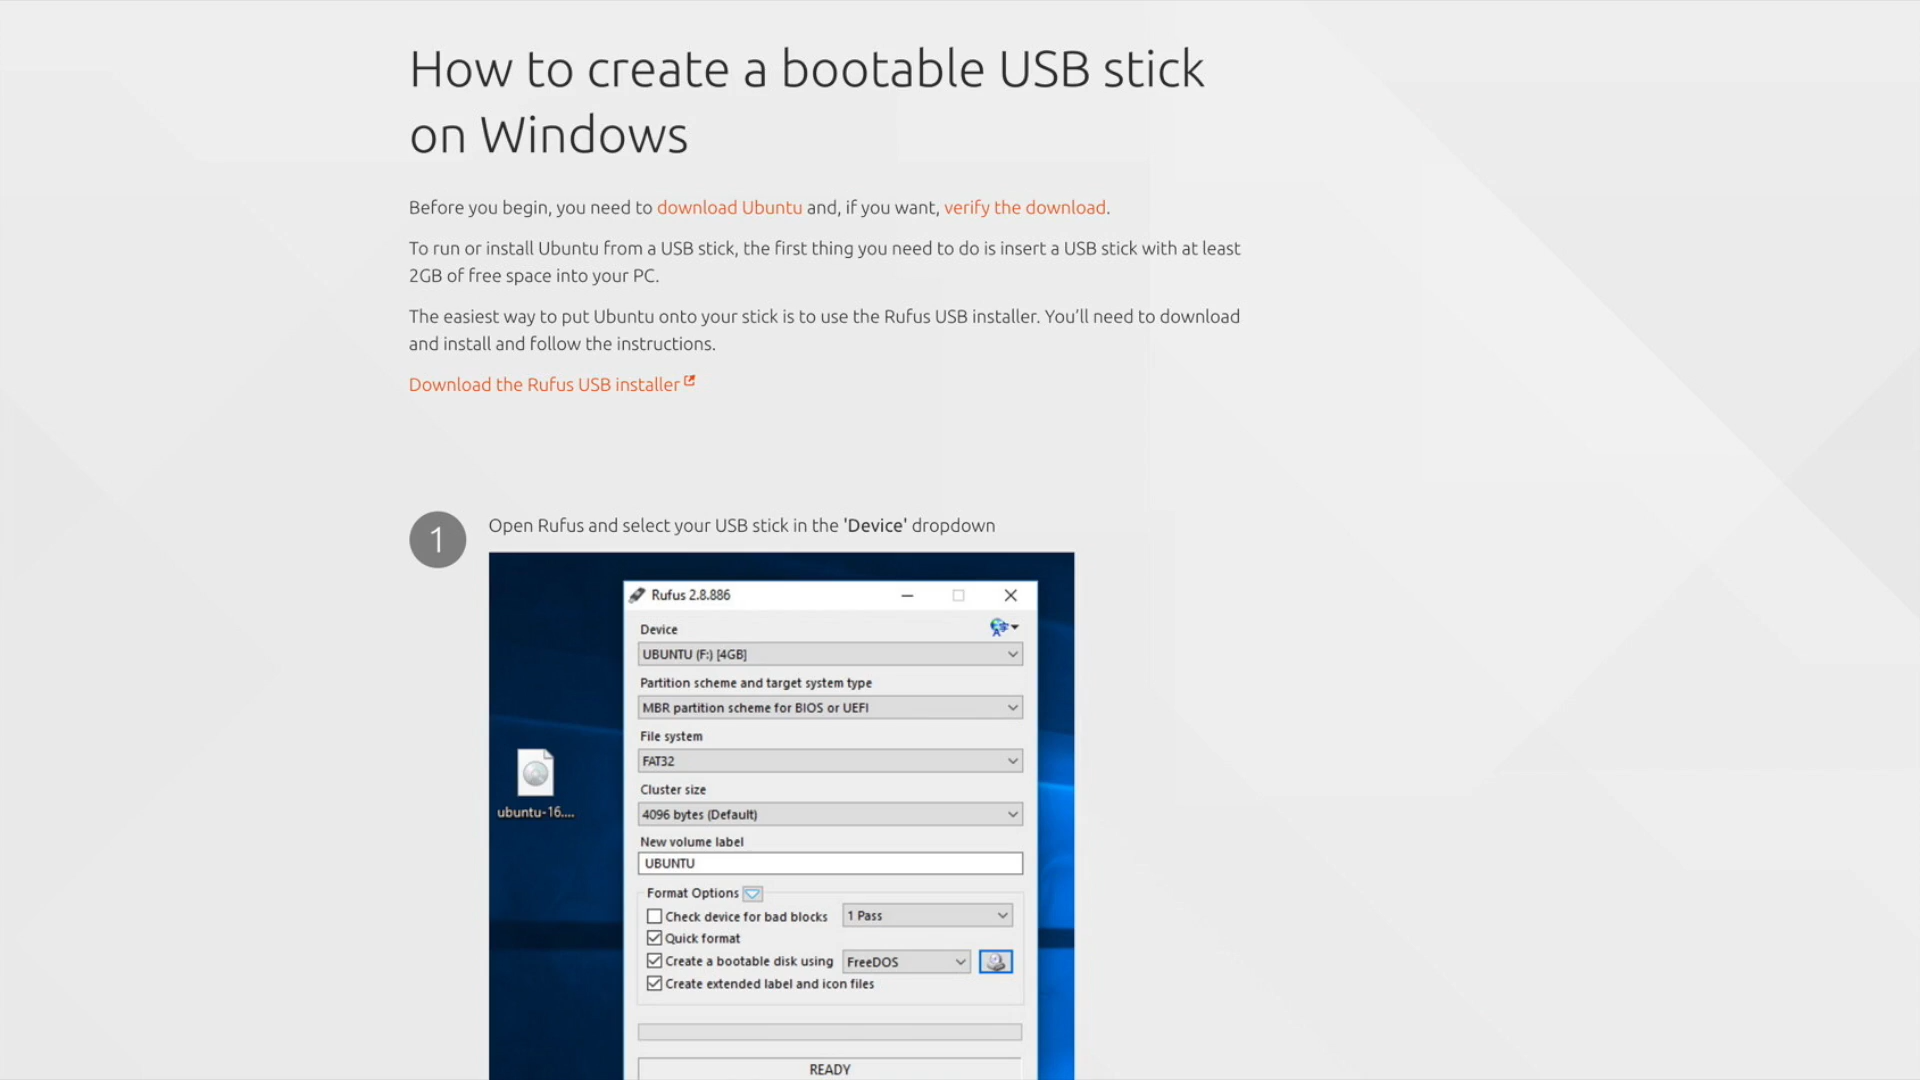 How to create a bootable USB stick
on Windows
Before you begin, you need to download Ubuntu and, if you want, verify the download.
To run or install Ubuntu from a USB stick, the first thing you need to do is insert a USB stick with at least
2GB of free space into your PC.
The easiest way to put Ubuntu onto your stick is to use the Rufus USB installer. You’ll need to download
and install and follow the instructions.
Download the Rufus USB installer
1
Open Rufus and select your USB stick in the 'Device' dropdown
Rufus 2.8.886
Device
UBUNTU (F:) [4GB]
Partition scheme and target system type
MBR partition scheme for BIOS or UEFI
File system
FAT32
Cluster size
4096 bytes (Default)
New volume label
UBUNTU
Format Options
Check device for bad blocks 1 Pass
Quick format
Create a bootable disk using FreeDOS
Create extended label and icon files
READY
ubuntu-16....